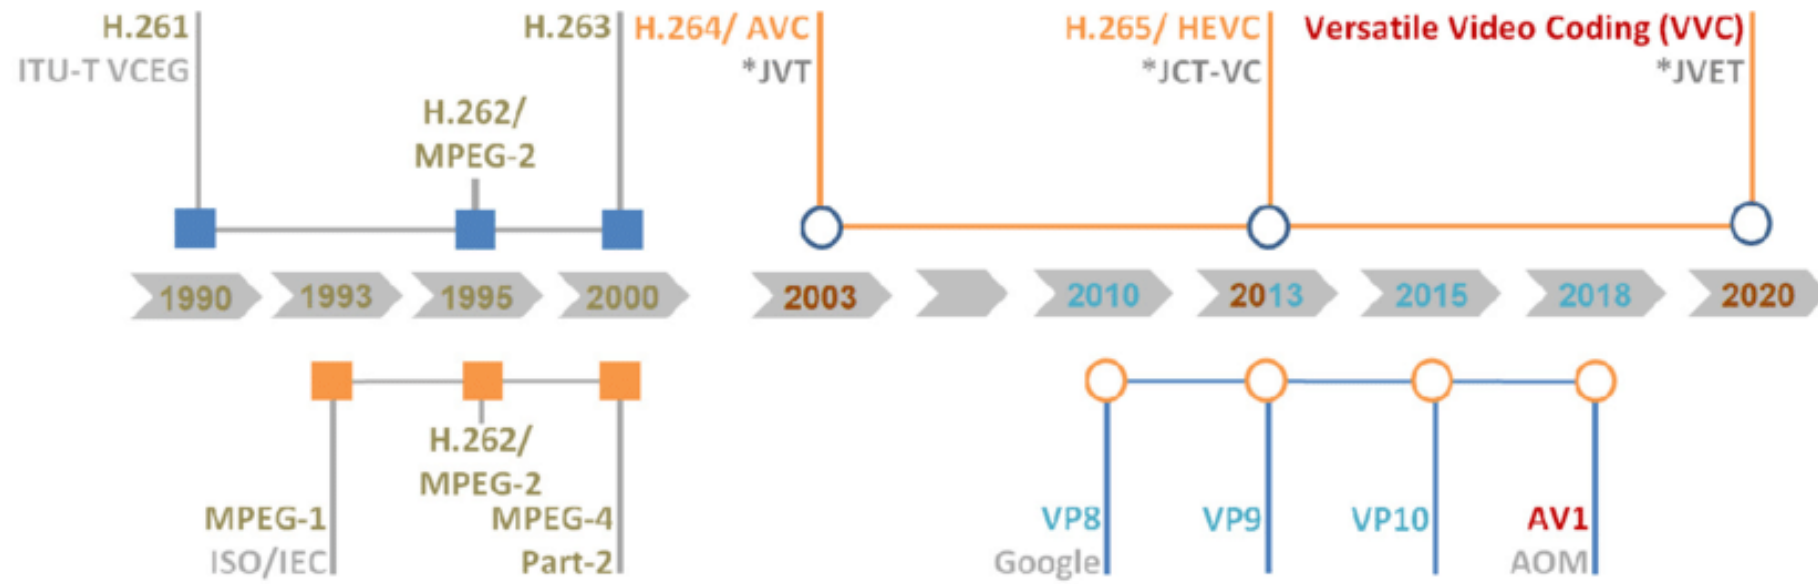 H.261
ITU-T VCEG
H.262/
MPEG-2
H.263
H.264/ AVC
*JVT
H.265/ HEVC
*JCT-VC
Versatile Video Coding (VVC)
*JVET
1990 1993 1995 2000 2003 2010 2013 2015 2018 2020
MPEG-1
ISO/IEC
H.262/
MPEG-2
MPEG-4
Part-2
VP8
Google
VP9
VP10
AV1
AOM